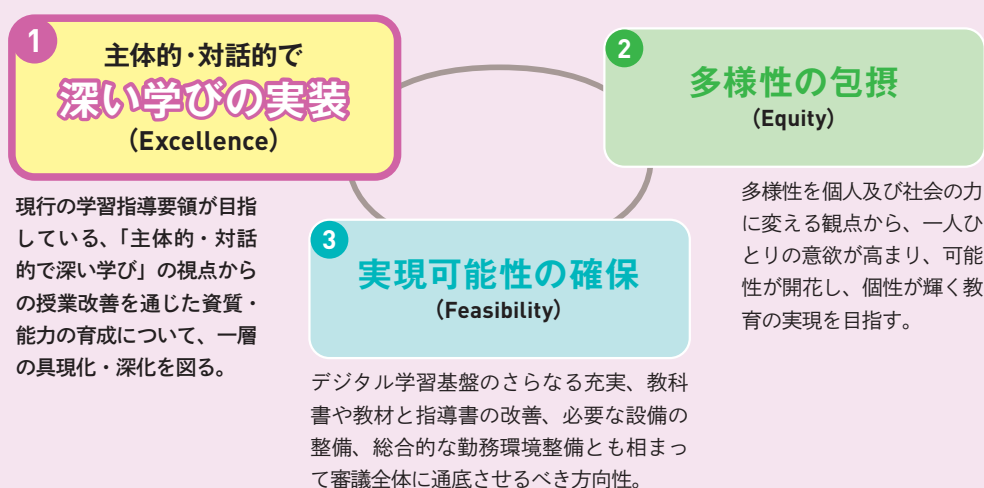 1
主体的・対話的で
深い学びの実装
（Excellence）
現行の学習指導要領が目指
している、「主体的・対話
的で深い学び」の視点から
の授業改善を通じた資質・
能力の育成について、一層
の具現化・深化を図る。
2
多様性の包摂
（Equity）
多様性を個人及び社会の力
に変える観点から、一人ひ
とりの意欲が高まり、可能
性が開花し、個性が輝く教
育の実現を目指す。
3
実現可能性の確保
（Feasibility）
デジタル学習基盤のさらなる充実、教科
書や教材と指導書の改善、必要な設備の
整備、総合的な勤務環境整備とも相まっ
て審議全体に通底させるべき方向性。